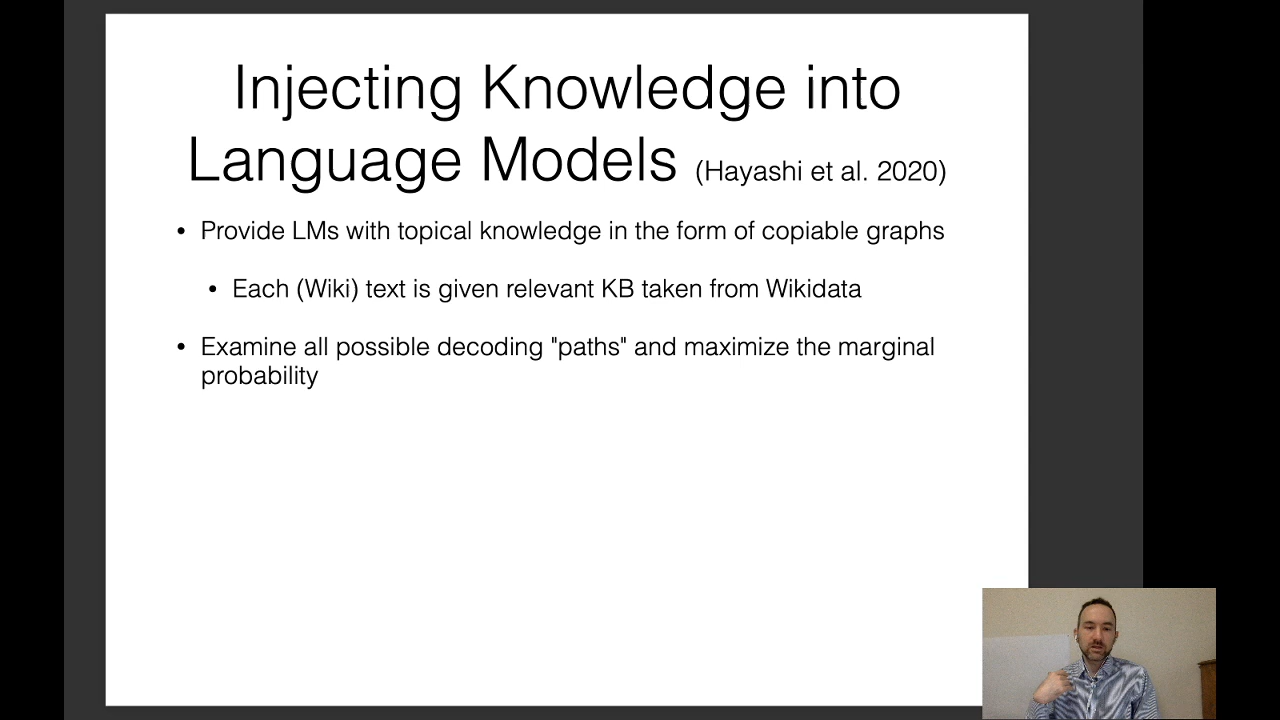 Injecting Knowledge into
Language Models (Hayashi et al. 2020)
• Provide LMs with topical knowledge in the form of copiable graphs
• Each (Wiki) text is given relevant KB taken from Wikidata
• Examine all possible decoding "paths" and maximize the marginal
probability